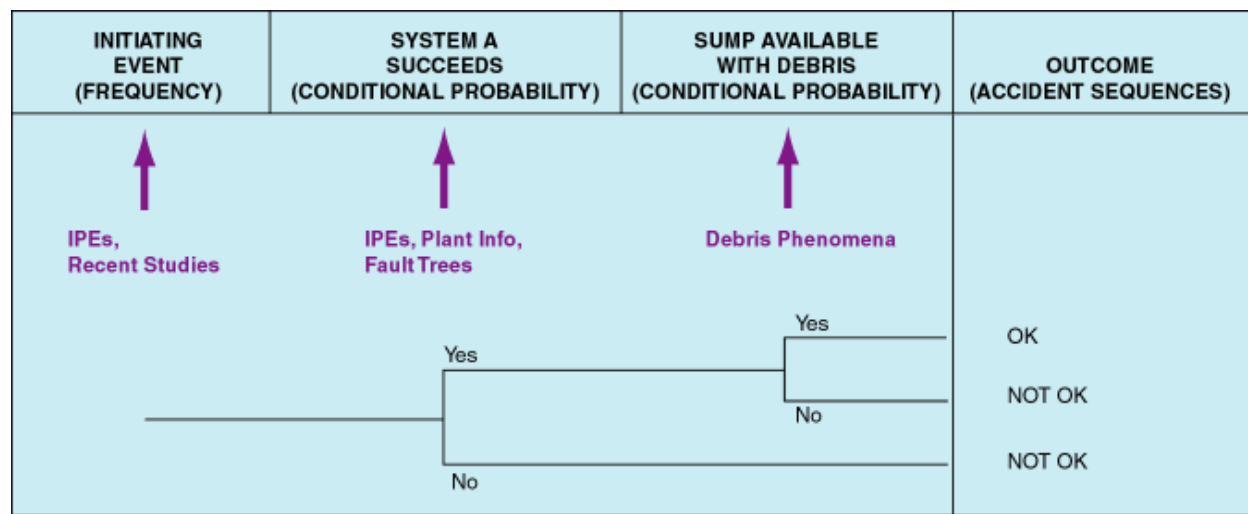 INITIATING
EVENT
(FREQUENCY)
SYSTEM A
SUCCEEDS
(CONDITIONAL PROBABILITY)
SUMP AVAILABLE
WITH DEBRIS
(CONDITIONAL PROBABILITY)
OUTCOME
(ACCIDENT SEQUENCES)
IPEs,
Recent Studies
IPEs, Plant Info,
Fault Trees
Debris Phenomena
Yes
OK
Yes
NOT OK
No
NOT OK
No